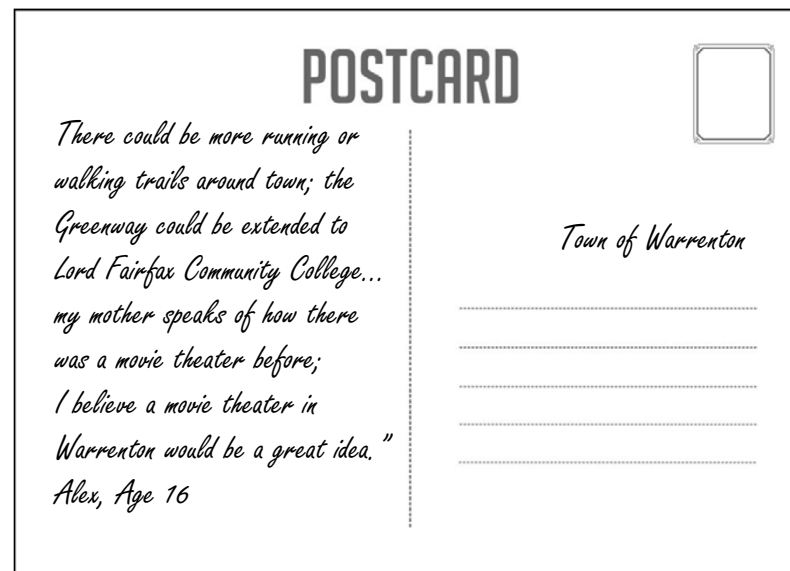 POSTCARD
There could be more running or
walking trails around town; the
Greenway could be extended to
Lord Fairfax Community College...
my mother speaks of how there
was a movie theater before;
I believe a movie theater in
Warrenton would be a great idea."
Alex, Age 16
Town of Warrenton